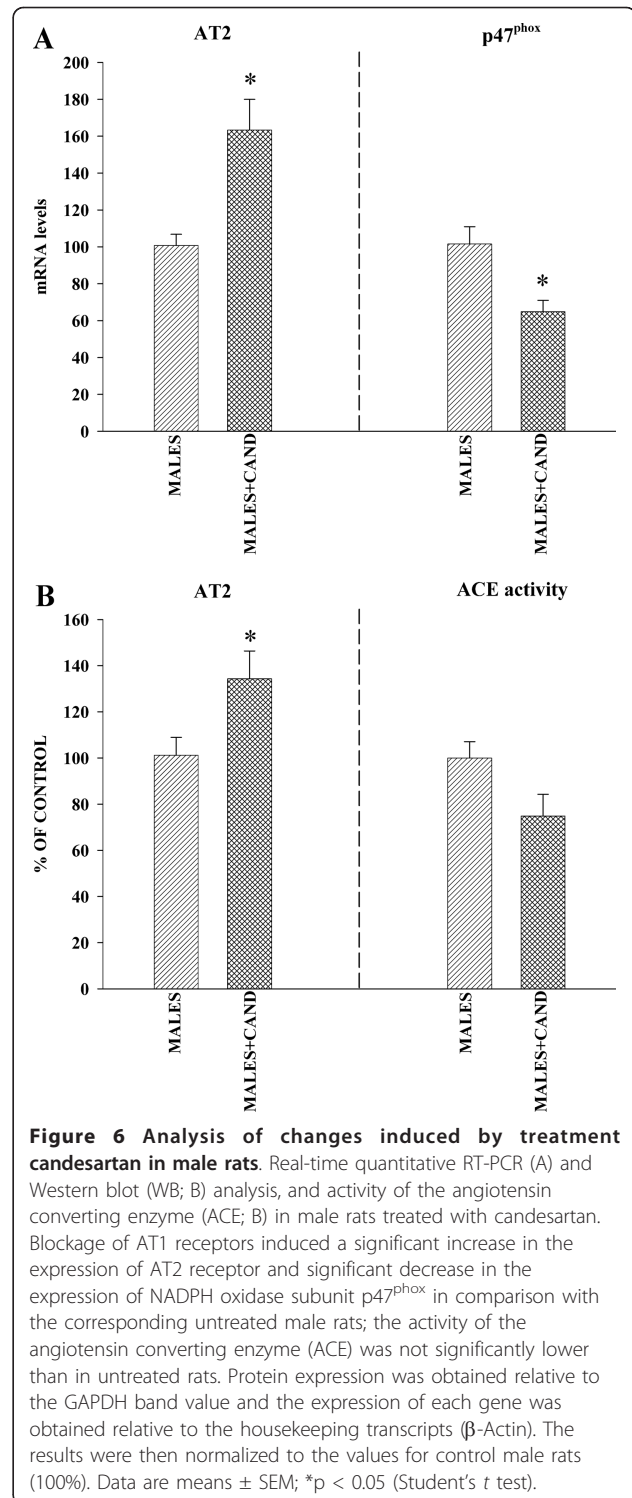 A
AT2
p47phox
200
180
160
140
120
100
80
60
40
20
0
mRNA levels
*
*
MALES
MALES+CAND
MALES
MALES+CAND
B
AT2
ACE activity
160
140
120
100
80
60
40
20
0
% OF CONTROL
*
MALES
MALES+CAND
MALES
MALES+CAND
Figure 6 Analysis of changes induced by treatment
candesartan in male rats. Real-time quantitative RT-PCR (A) and
Western blot (WB; B) analysis, and activity of the angiotensin
converting enzyme (ACE; B) in male rats treated with candesartan.
Blockage of AT1 receptors induced a significant increase in the
expression of AT2 receptor and significant decrease in the
expression of NADPH oxidase subunit p47phox in comparison with
the corresponding untreated male rats; the activity of the
angiotensin converting enzyme (ACE) was not significantly lower
than in untreated rats. Protein expression was obtained relative to
the GAPDH band value and the expression of each gene was
obtained relative to the housekeeping transcripts (β-Actin). The
results were then normalized to the values for control male rats
(100%). Data are means ± SEM; *p < 0.05 (Student's t test).